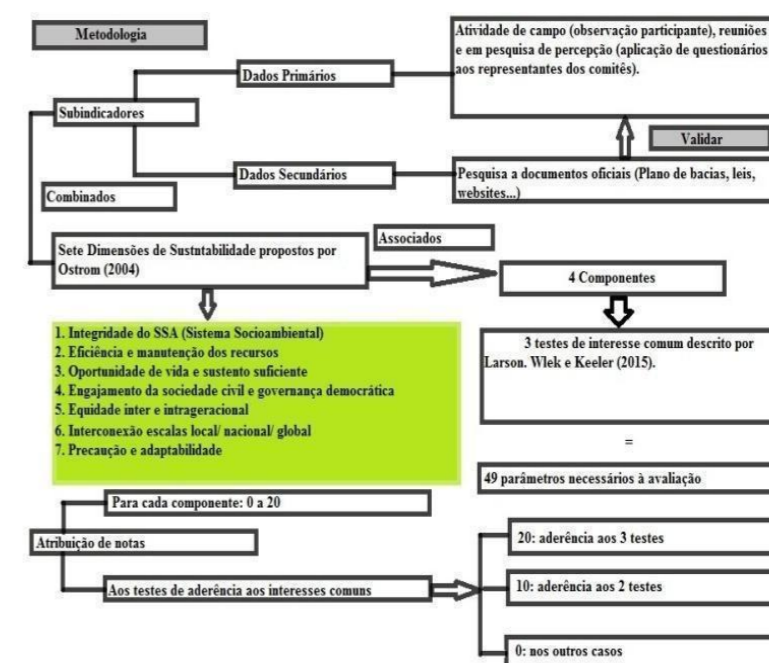 Metodologia
Atividade de campo (observação participante), reuniões
e em pesquisa de percepção (aplicação de questionários
aos representantes dos comitês).
Dados Primários
Subindicadores
Validar
Dados Secundários
Pesquisa a documentos oficiais (Plano de bacias, leis,
websites...)
Combinados
Associados
Sete Dimensões de Sustntabilidade propostos por
Ostrom (2004)
4 Componentes
1. Integridade do SSA (Sistema Socioambiental)
2. Eficiência e manutenção dos recursos
3. Oportunidade de vida e sustento suficiente
4. Engajamento da sociedade civil e governança democrática
5. Equidade inter e intrageracional
6. Interconexão escalas local/ nacional/ global
7. Precaução e adaptabilidade
3 testes de interesse comum descrito por
Larson. Wlek e Keeler (2015).
=
49 parâmetros necessários à avaliação
Para cada componente: 0 a 20
Atribuição de notas
Aos testes de aderência aos interesses comuns
20: aderência aos 3 testes
10: aderência aos 2 testes
0: nos outros casos